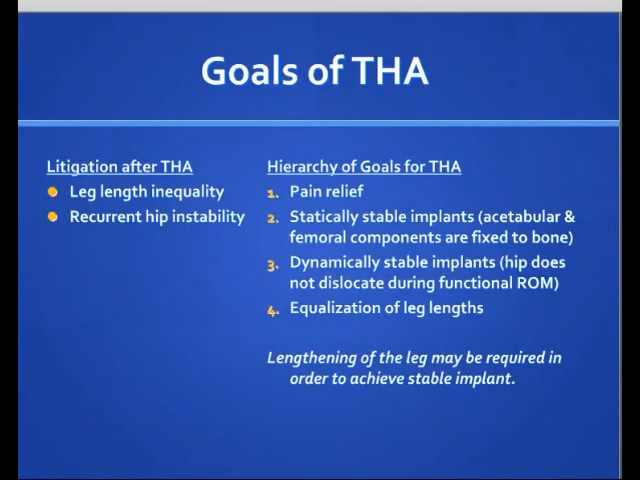 Goals of THA
Litigation after THA
Leg length inequality
Recurrent hip instability
Hierarchy of Goals for THA
1. Pain relief
2. Statically stable implants (acetabular &
femoral components are fixed to bone)
3. Dynamically stable implants (hip does
not dislocate during functional ROM)
4. Equalization of leg lengths
Lengthening of the leg may be required in
order to achieve stable implant.